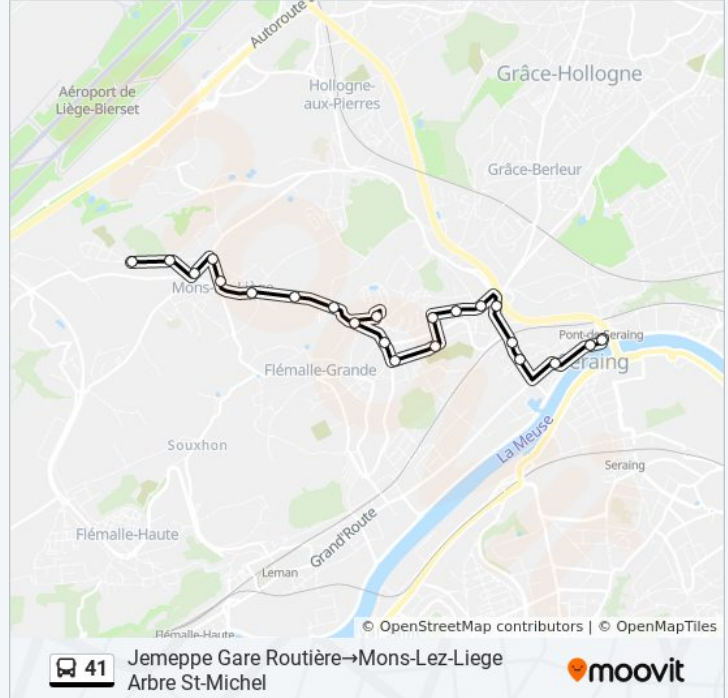 Autoroute
Grâce-Hollogne
Aéroport de
Liège-Bierset
Hollogne-
aux-Pierres
Grâce-Berleur
Mons-
Liège
Pont-de-Seraing
Seraing
Flémalle-Grande
La Meuse
Souxhon
Seraing
Flémalle-Haute
Grand'Route
Leman
Flémalle-Haute
© OpenStreetMap contributors | © OpenMapTiles
41
Jemeppe Gare Routière→Mons-Lez-Liege
Arbre St-Michel
moovit